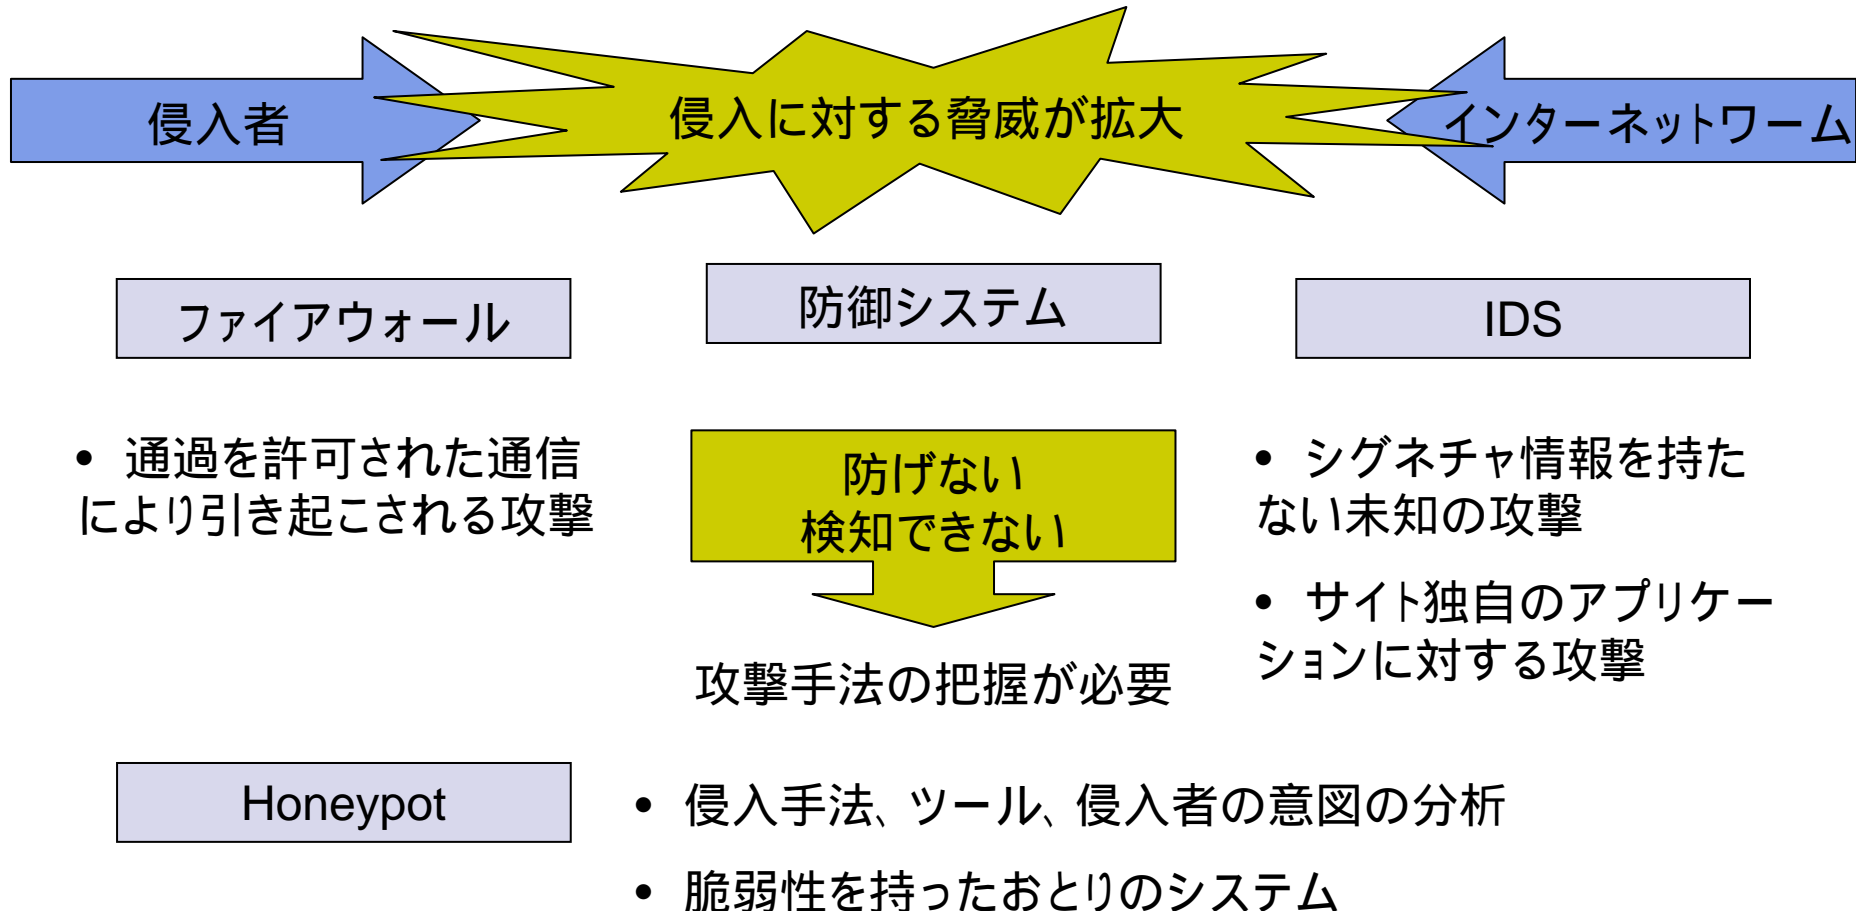 侵入者
侵入に対する脅威が拡大
インターネットワーム
ファイアウォール
防御システム
IDS
• 通過を許可された通信
により引き起こされる攻撃
防げない
検知できない
• シグネチャ情報を持た
ない未知の攻撃
• サイト独自のアプリケー
ションに対する攻撃
攻撃手法の把握が必要
Honeypot
• 侵入手法、ツール、侵入者の意図の分析
• 脆弱性を持ったおとりのシステム